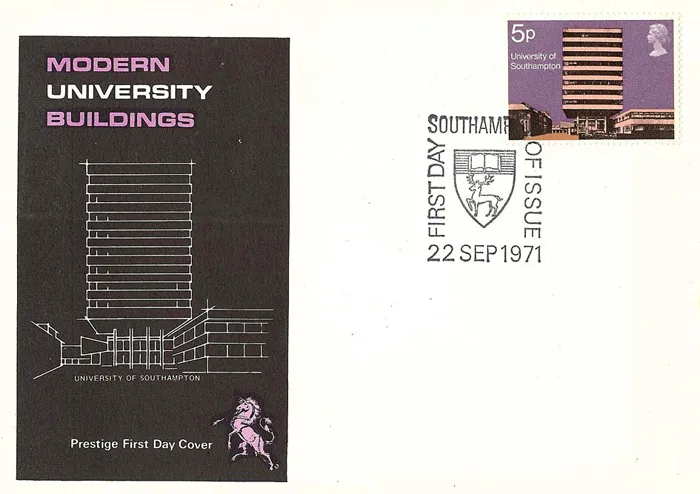 MODERN
UNIVERSITY
BUILDINGS
UNIVERSITY OF SOUTHAMPTON
Prestige First Day Cover
5p
University of
Southampton
SOUTHAMP
FIRST DAY
OF ISSUE
22 SEP 1971